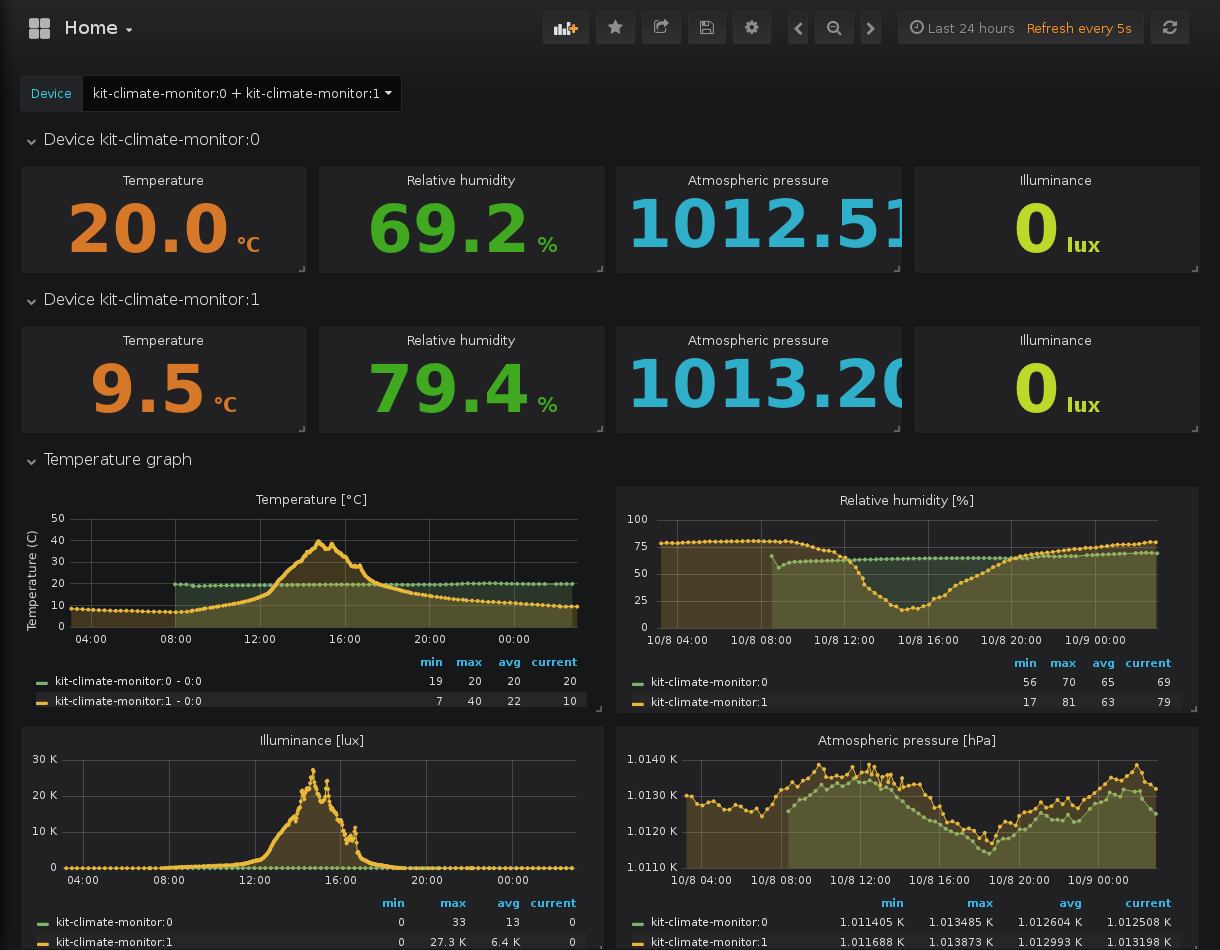 Home
Last 24 hours Refresh every 5s
Device kit-climate-monitor:0 + kit-climate-monitor:1
Device kit-climate-monitor:0
Temperature Relative humidity Atmospheric pressure Illuminance
20.0 °C 69.2 % 1012.51 0 lux
Device kit-climate-monitor:1
Temperature Relative humidity Atmospheric pressure Illuminance
9.5 °C 79.4 % 1013.20 0 lux
Temperature graph
Temperature [°C]
Temperature (C)
50
40
30
20
10
0
04:00 08:00 12:00 16:00 20:00 00:00
min max avg current
kit-climate-monitor:0 - 0:0 19 20 20 20
kit-climate-monitor:1 - 0:0 7 40 22 10
Relative humidity [%]
100
75
50
25
0
10/8 04:00 10/8 08:00 10/8 12:00 10/8 16:00 10/8 20:00 10/9 00:00
min max avg current
kit-climate-monitor:0 56 70 65 69
kit-climate-monitor:1 17 81 63 79
Illuminance [lux]
30 K
20 K
10 K
0
04:00 08:00 12:00 16:00 20:00 00:00
min max avg current
kit-climate-monitor:0 0 33 13 0
kit-climate-monitor:1 0 27.3 K 6.4 K 0
Atmospheric pressure [hPa]
1.0140 K
1.0130 K
1.0120 K
1.0110 K
10/8 04:00 10/8 08:00 10/8 12:00 10/8 16:00 10/8 20:00 10/9 00:00
min max avg current
kit-climate-monitor:0 1.011405 K 1.013485 K 1.012604 K 1.012508 K
kit-climate-monitor:1 1.011688 K 1.013873 K 1.012993 K 1.013198 K